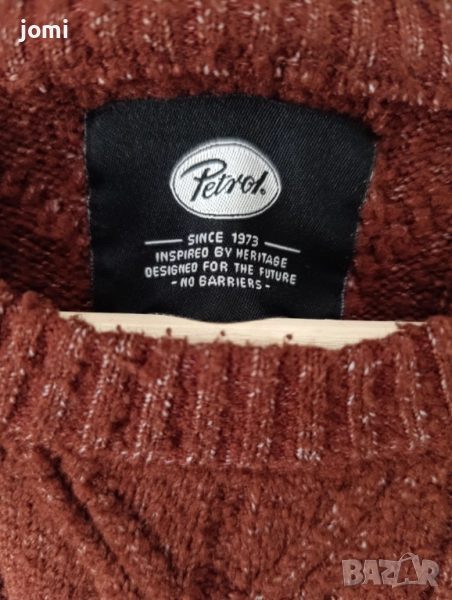 jomi
Petrol.
SINCE 1973
INSPIRED BY HERITAGE
DESIGNED FOR THE FUTURE
- NO BARRIERS -
BAZAR